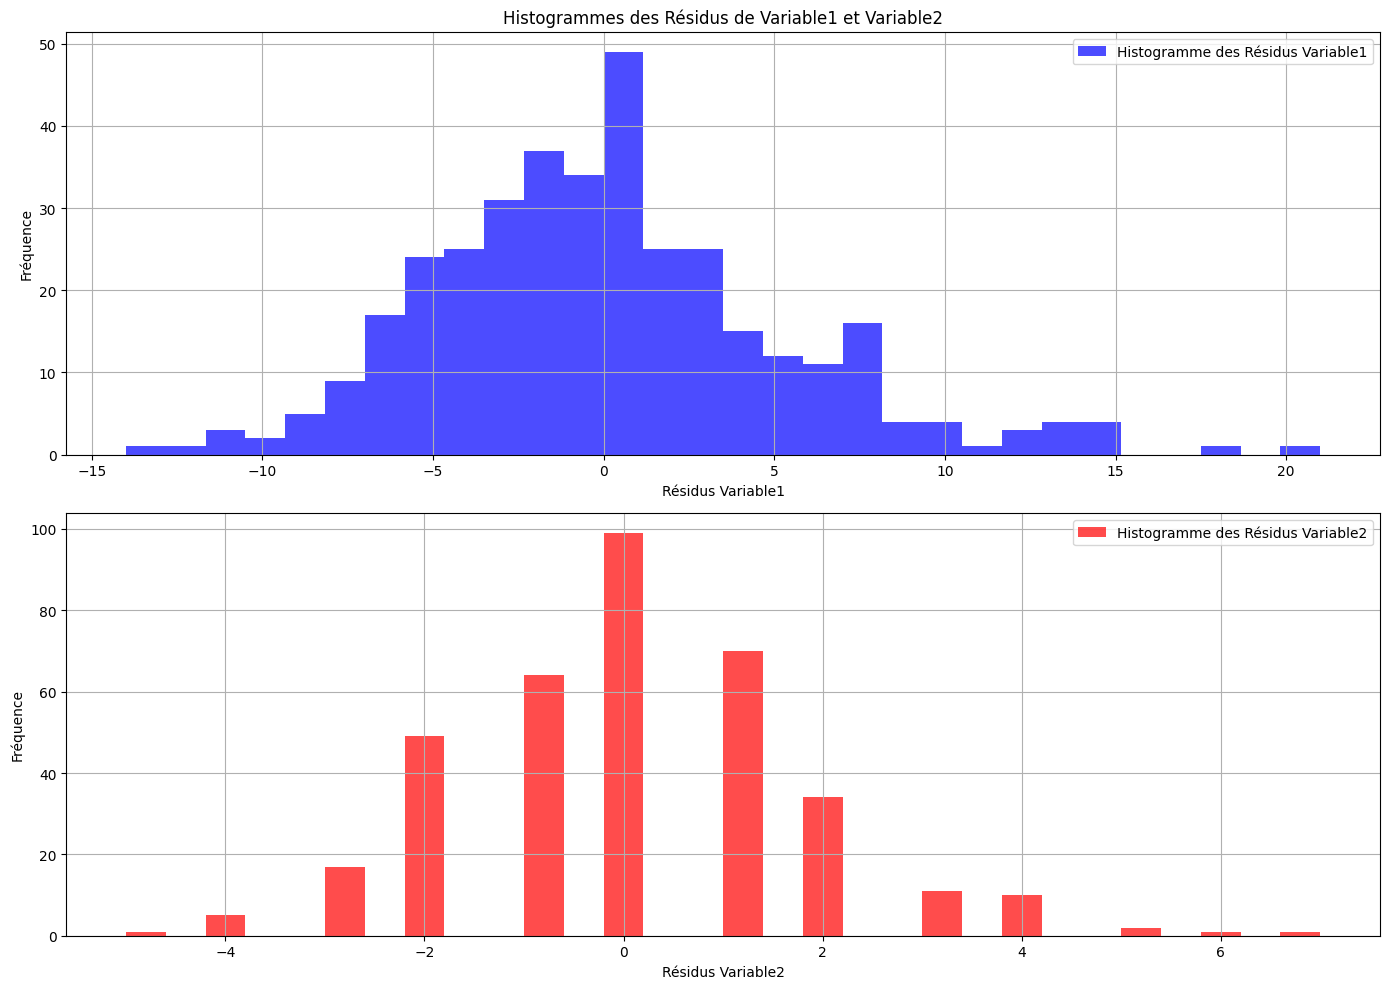 Histogrammes des Résidus de Variable1 et Variable2
Histogramme des Résidus Variable1
50
40
30
20
10
0
Fréquence
−15 −10 −5 0 5 10 15 20
Résidus Variable1
Histogramme des Résidus Variable2
100
80
60
40
20
0
Fréquence
−4 −2 0 2 4 6
Résidus Variable2